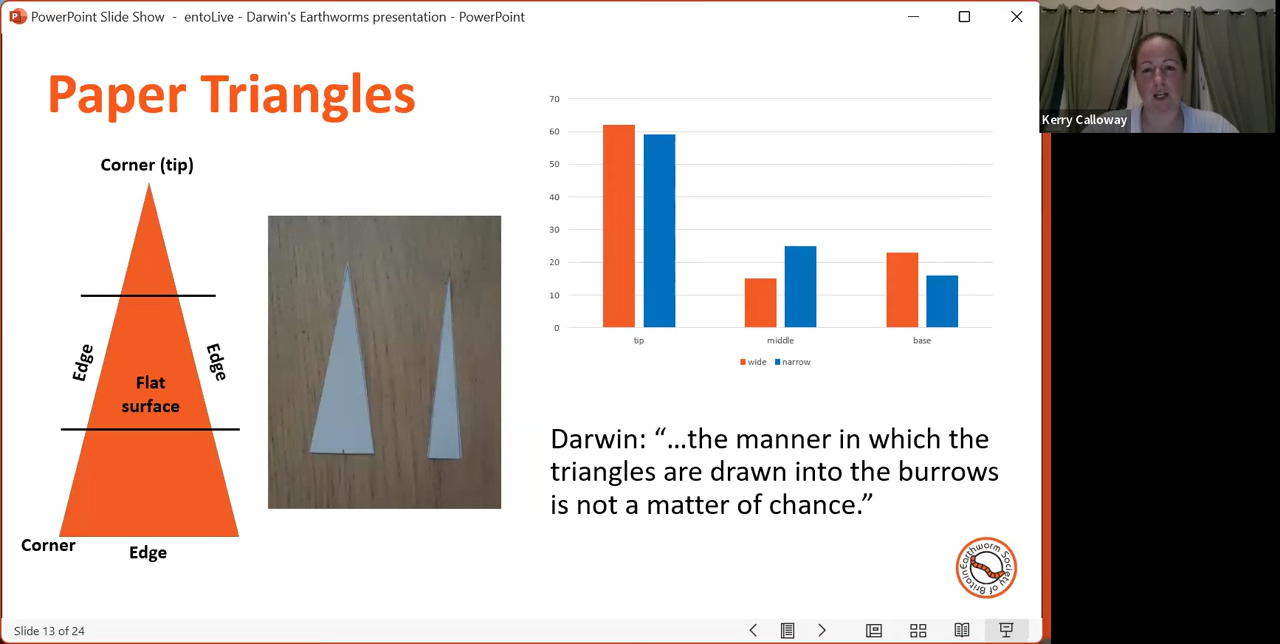 PowerPoint Slide Show - entoLive - Darwin's Earthworms presentation - PowerPoint
Kerry Calloway
Paper Triangles
Corner (tip)
Edge
Edge
Flat
surface
Corner
Edge
70
60
50
40
30
20
10
0
tip middle base
wide narrow
Darwin: “...the manner in which the
triangles are drawn into the burrows
is not a matter of chance.”
Earthworm Society
of Britain
Slide 13 of 24